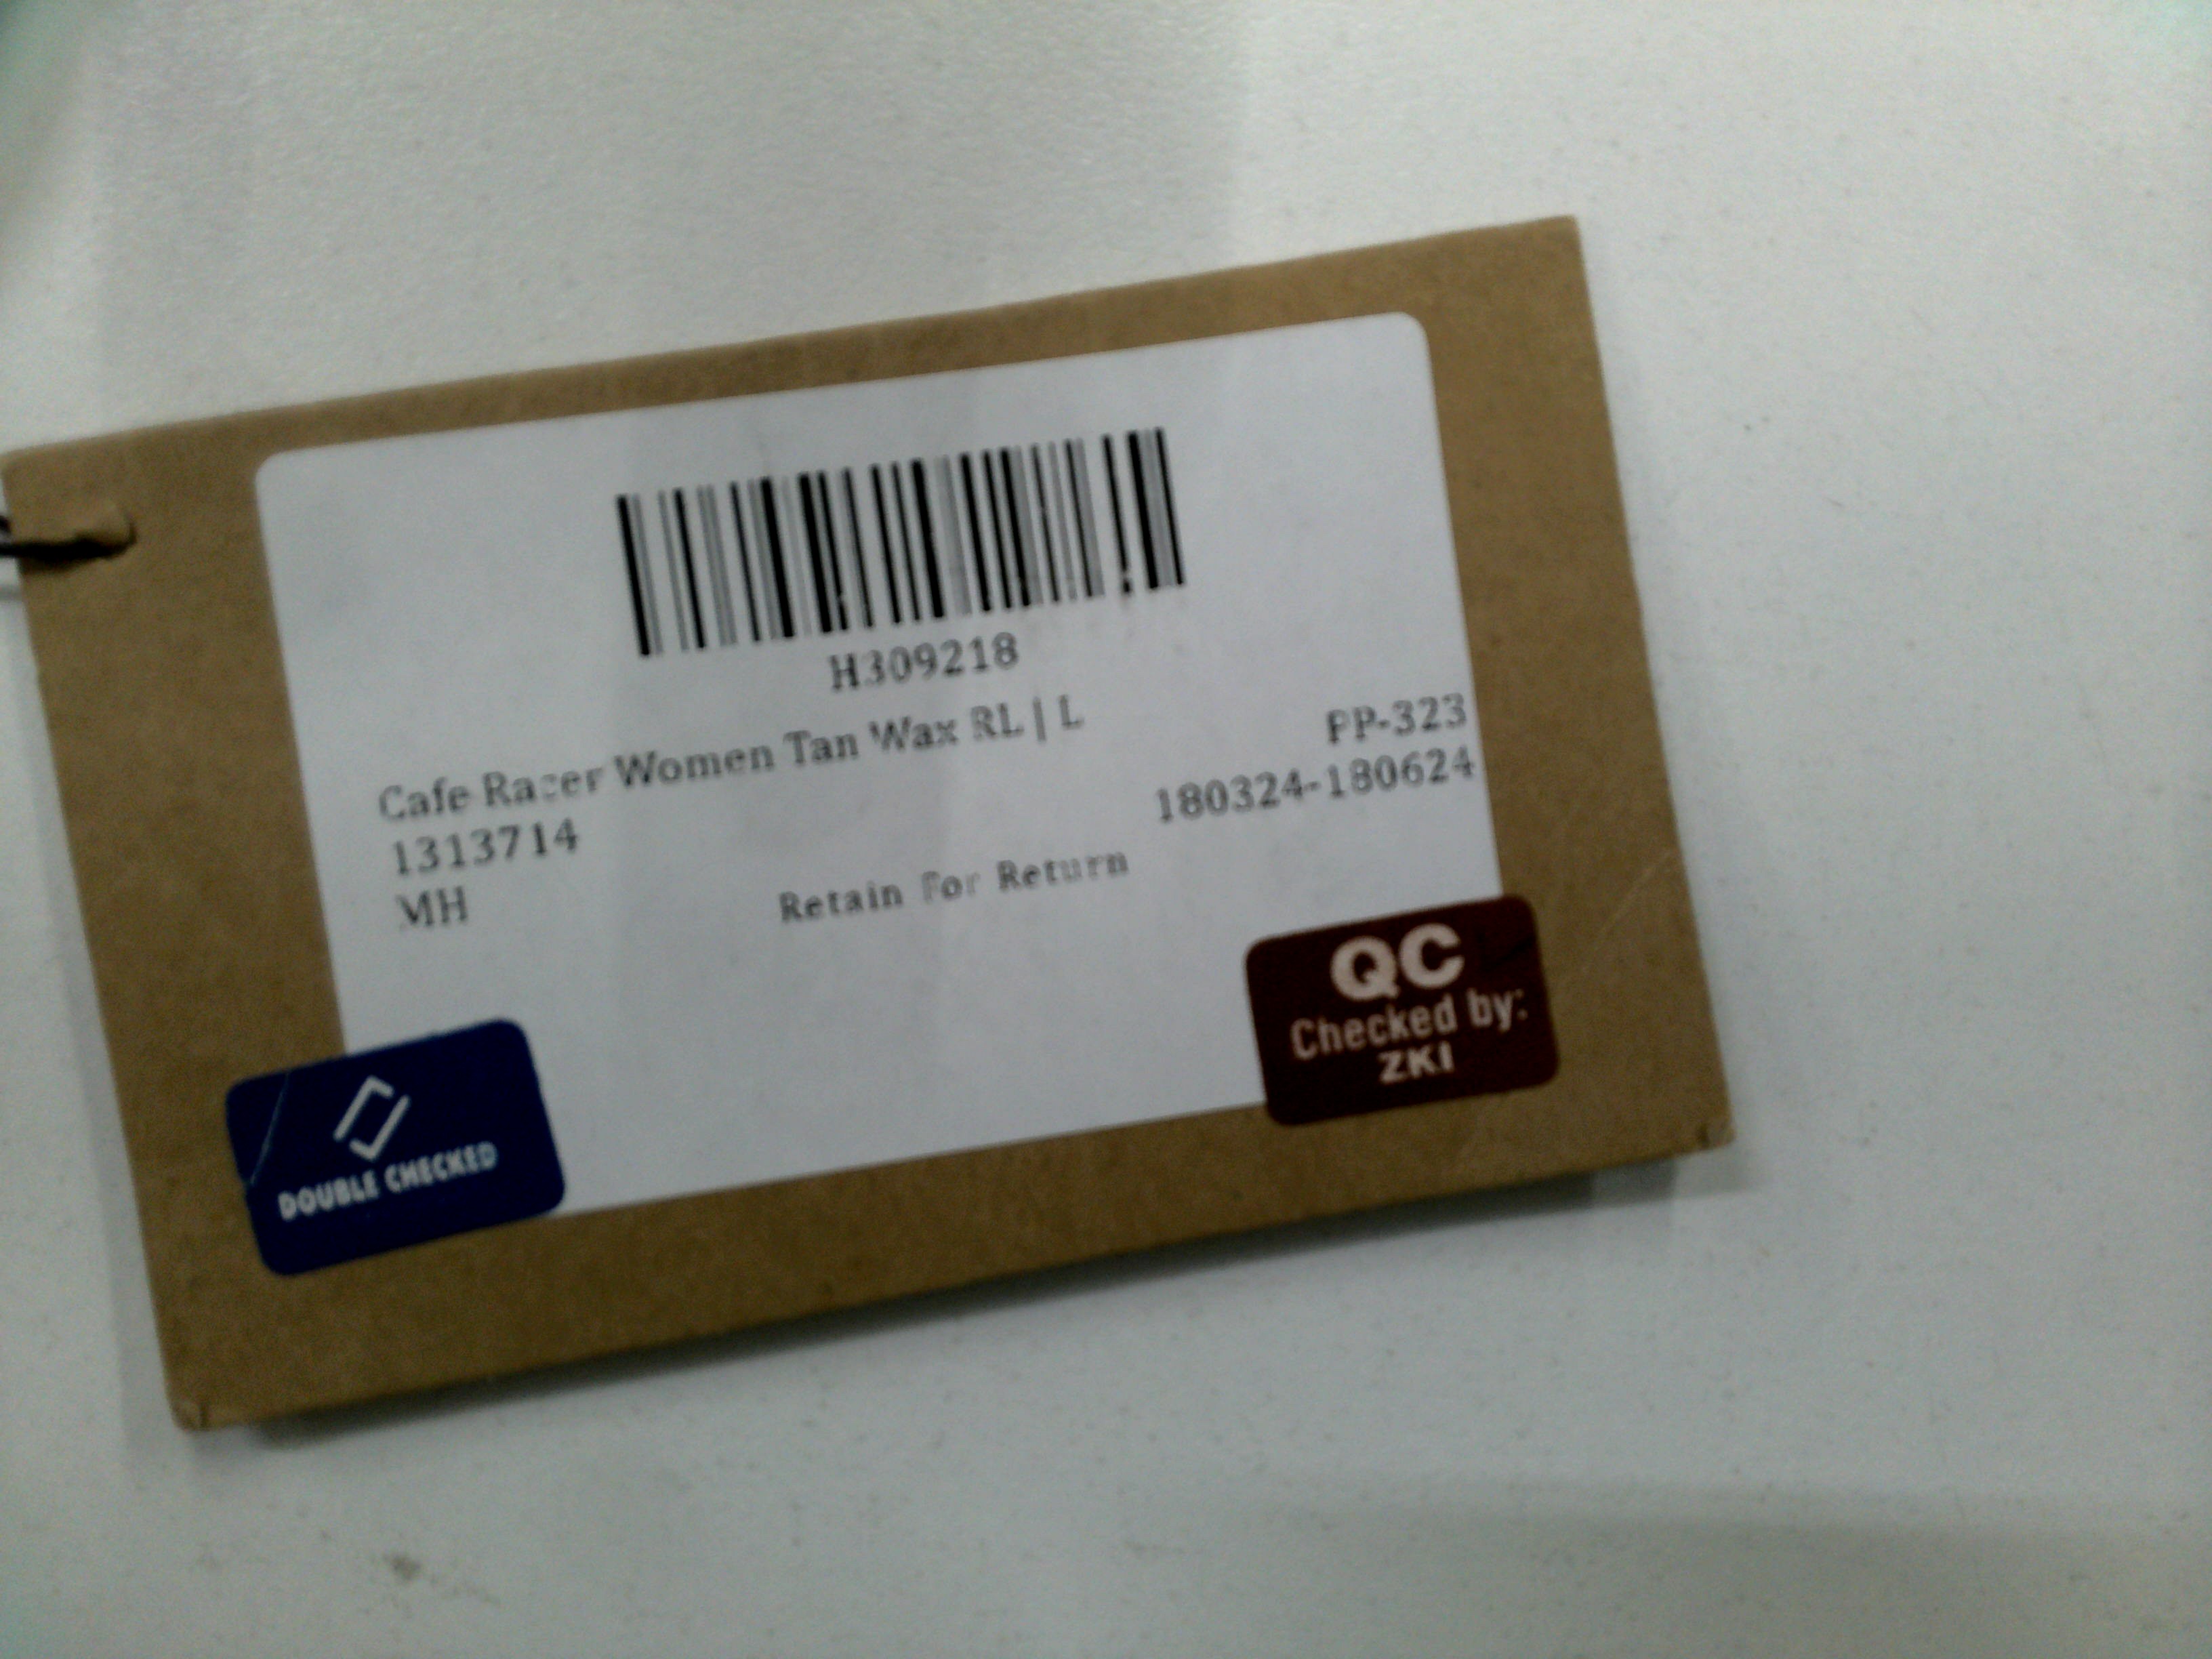 H309218
Cafe Racer Women Tan Wax RL | L
PP-323
1313714
180324-180624
MH
Retain For Return
QC
Checked by:
ZKI
DOUBLE CHECKED